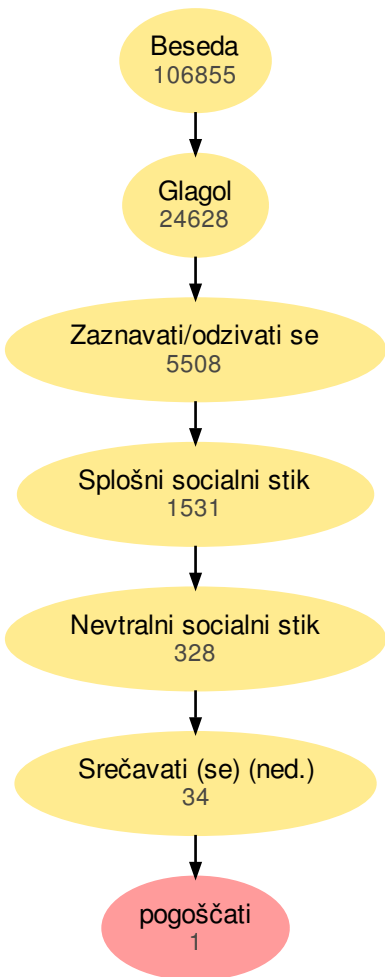 Beseda
106855
Glagol
24628
Zaznavati/odzivati se
5508
Splošni socialni stik
1531
Nevtralni socialni stik
328
Srečavati (se) (ned.)
34
pogoščati
1